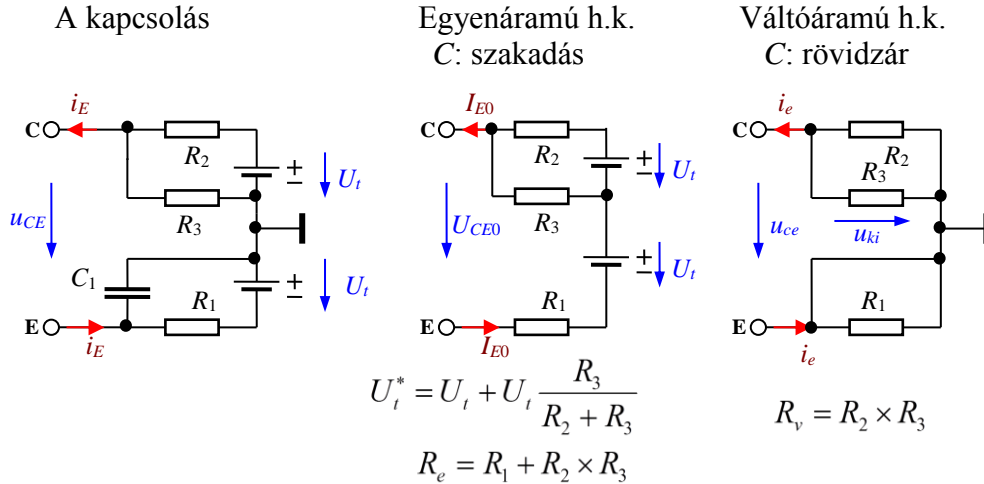 A kapcsolás
i_E
C
R_2
+
−
U_t
R_3
u_CE
C_1
R_1
+
−
U_t
E
i_E
Egyenáramú h.k.
C: szakadás
I_E0
C
R_2
+
−
U_t
R_3
U_CE0
+
−
U_t
R_1
E
I_E0
U_t^* = U_t + U_t R_3 / (R_2 + R_3)
R_e = R_1 + R_2 × R_3
Váltóáramú h.k.
C: rövidzár
i_e
C
R_2
R_3
u_ce
u_ki
R_1
E
i_e
R_v = R_2 × R_3